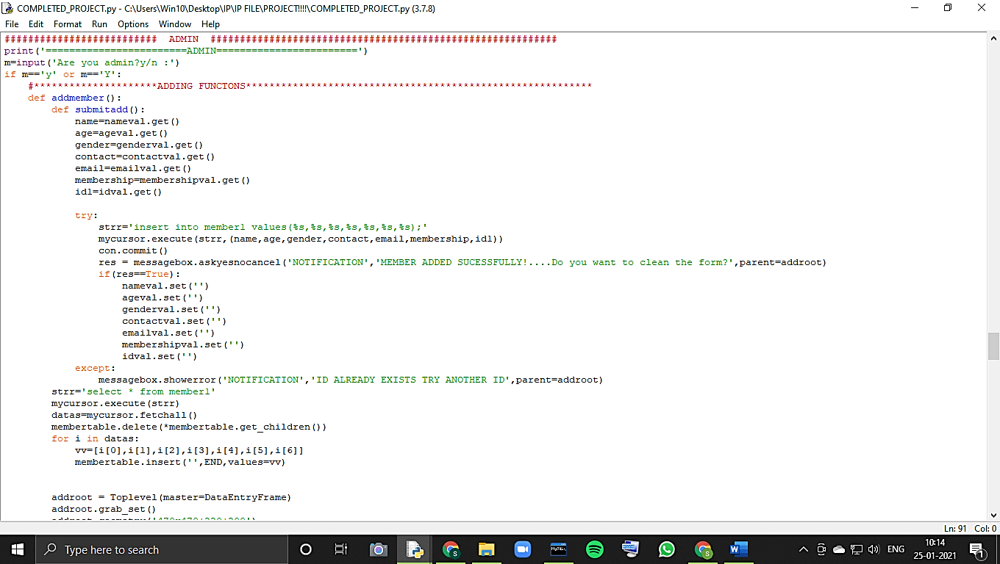 COMPLETED_PROJECT.py - C:\Users\Win10\Desktop\IP\IP FILE\PROJECT!!!!\COMPLETED_PROJECT.py (3.7.8)
File Edit Format Run Options Window Help
########################## ADMIN ###########################################################
print('========================ADMIN========================')
m=input('Are you admin?y/n :')
if m=='y' or m=='Y':
    #*********************ADDING FUNCTONS***********************************************************
    def addmember():
        def submitadd():
            name=nameval.get()
            age=ageval.get()
            gender=genderval.get()
            contact=contactval.get()
            email=emailval.get()
            membership=membershipval.get()
            id1=idval.get()
            try:
                strr='insert into member1 values(%s,%s,%s,%s,%s,%s,%s);'
                mycursor.execute(strr,(name,age,gender,contact,email,membership,id1))
                con.commit()
                res = messagebox.askyesnocancel('NOTIFICATION','MEMBER ADDED SUCESSFULLY!....Do you want to clean the form?',parent=addroot)
                if(res==True):
                    nameval.set('')
                    ageval.set('')
                    genderval.set('')
                    contactval.set('')
                    emailval.set('')
                    membershipval.set('')
                    idval.set('')
            except:
                messagebox.showerror('NOTIFICATION','ID ALREADY EXISTS TRY ANOTHER ID',parent=addroot)
        strr='select * from member1'
        mycursor.execute(strr)
        datas=mycursor.fetchall()
        membertable.delete(*membertable.get_children())
        for i in datas:
            vv=[i[0],i[1],i[2],i[3],i[4],i[5],i[6]]
            membertable.insert('',END,values=vv)
        addroot = Toplevel(master=DataEntryFrame)
        addroot.grab_set()
Ln: 91 Col: 0
Type here to search
MySQL
ENG
10:14
25-01-2021
1